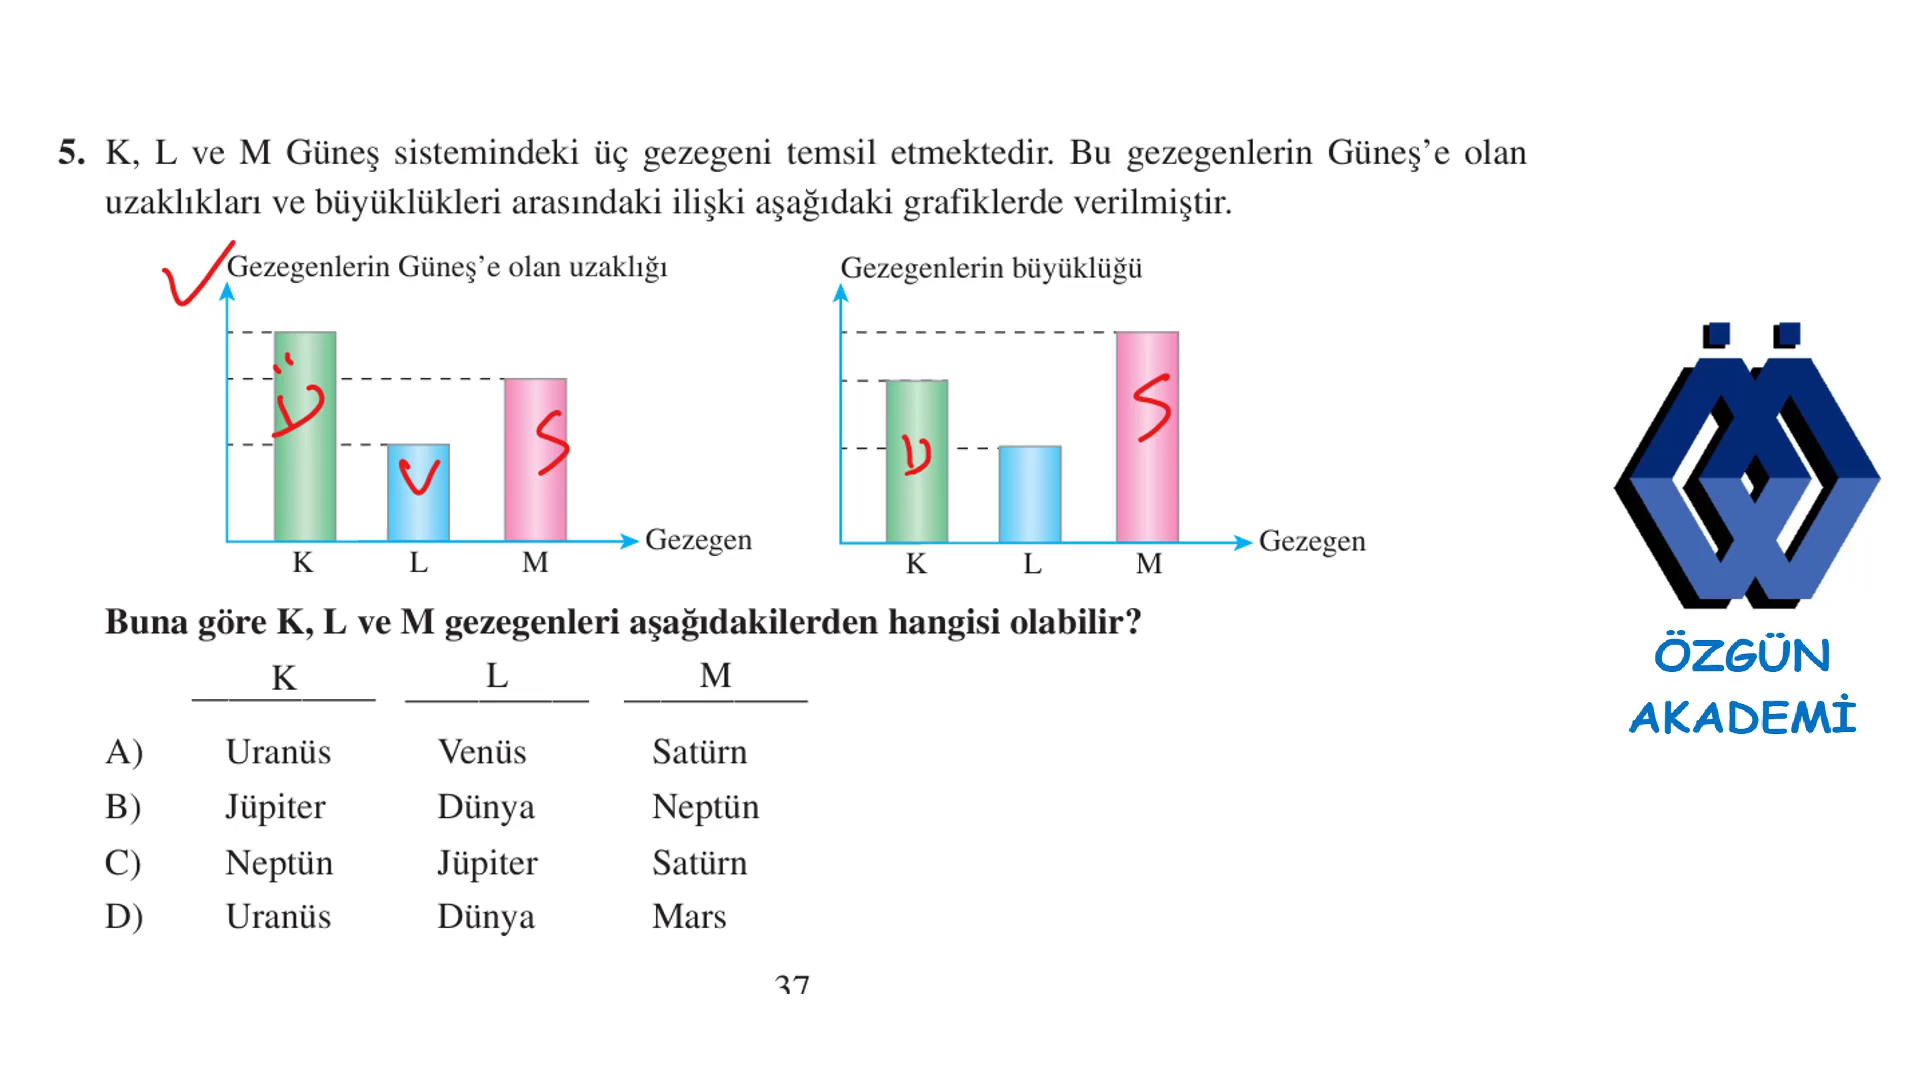 5. K, L ve M Güneş sistemindeki üç gezegeni temsil etmektedir. Bu gezegenlerin Güneş’e olan
uzaklıkları ve büyüklükleri arasındaki ilişki aşağıdaki grafiklerde verilmiştir.
Gezegenlerin Güneş’e olan uzaklığı
Ü
V
S
Gezegen
K L M
Gezegenlerin büyüklüğü
S
Gezegen
K L M
Buna göre K, L ve M gezegenleri aşağıdakilerden hangisi olabilir?
K L M
A) Uranüs Venüs Satürn
B) Jüpiter Dünya Neptün
C) Neptün Jüpiter Satürn
D) Uranüs Dünya Mars
37
ÖZGÜN
AKADEMİ